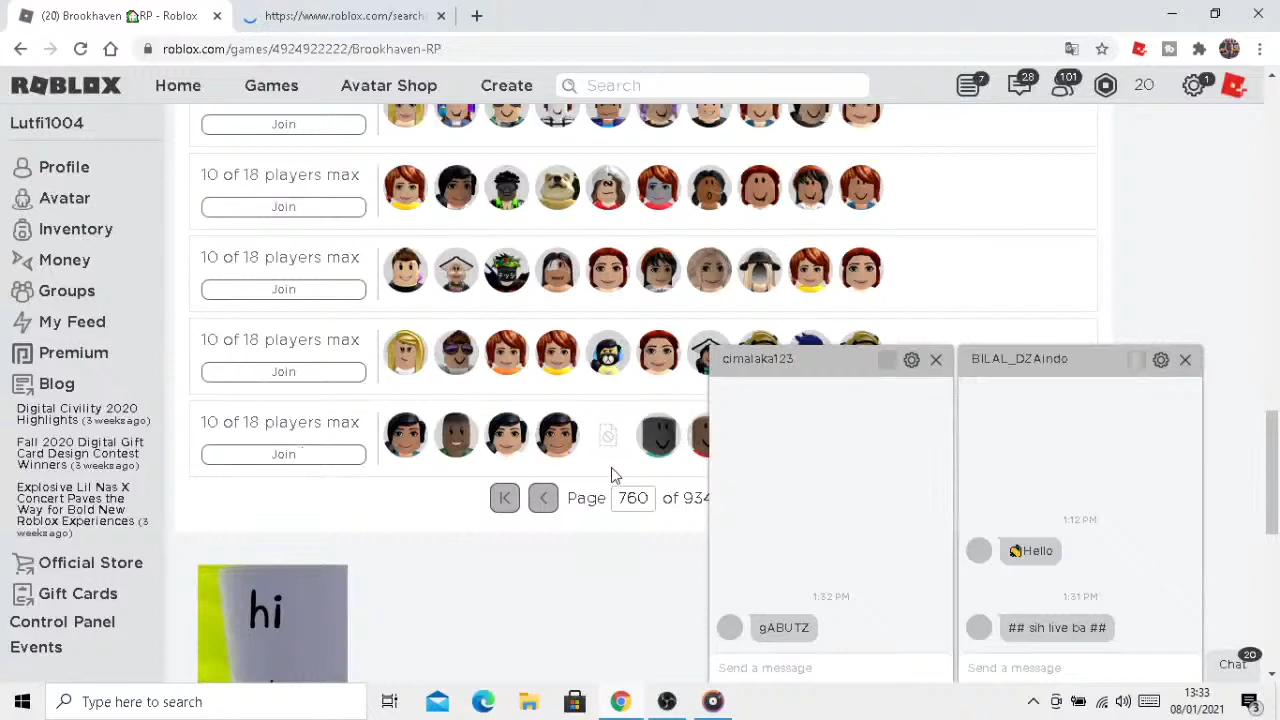 (20) Brookhaven 🏡RP - Roblox
https://www.roblox.com/search
roblox.com/games/4924922222/Brookhaven-RP
ROBLOX
Home
Games
Avatar Shop
Create
Search
7
28
101
20
1
Lutfi1004
Profile
Avatar
Inventory
Money
Groups
My Feed
Premium
Blog
Digital Civility 2020
Highlights (3 weeks ago)
Fall 2020 Digital Gift
Card Design Contest
Winners (3 weeks ago)
Explosive Lil Nas X
Concert Paves the
Way for Bold New
Roblox Experiences (3
weeks ago)
Official Store
Gift Cards
Control Panel
Events
Join
10 of 18 players max
Join
10 of 18 players max
Join
10 of 18 players max
Join
10 of 18 players max
Join
Page 760 of 934
hi
cimalaka123
1:32 PM
gABUTZ
Send a message
BILAL_DZAindo
1:12 PM
👏Hello
1:31 PM
## sih live ba ##
Send a message
Chat
20
Type here to search
13:33
08/01/2021
3